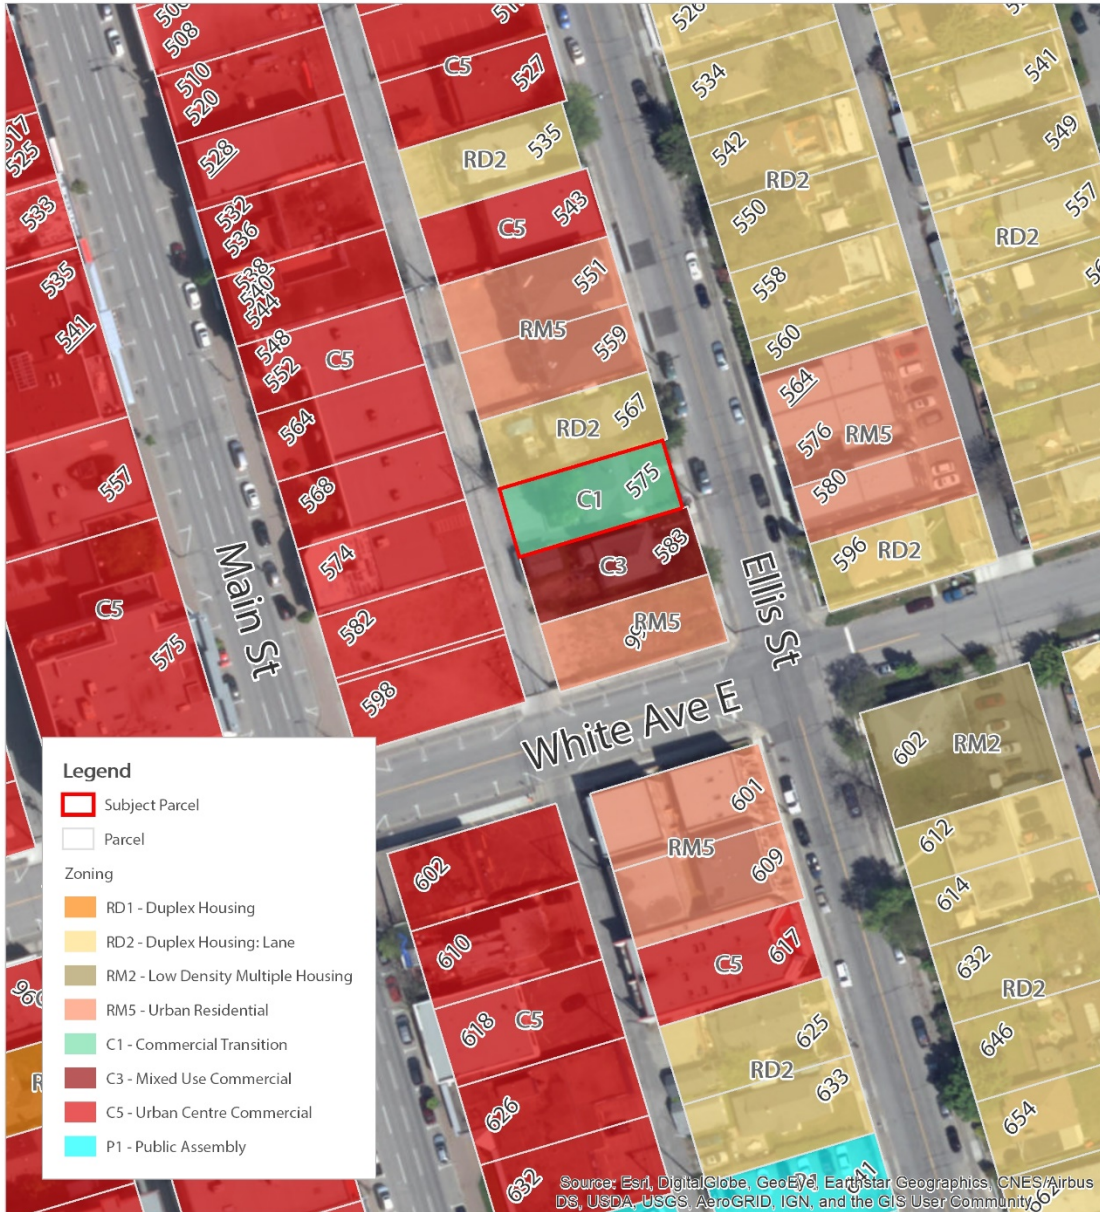 508
510
520
528
532
536
538
540
544
548
552
C5
564
568
574
582
598
525
533
535
541
557
C5
575
Main St
C5
527
RD2
535
C5
543
551
RM5
559
RD2
567
C1
575
C3
583
RM5
99
Ellis St
White Ave E
526
534
542
RD2
550
558
560
564
576
RM5
580
596
RD2
541
549
557
RD2
602
RM2
612
614
632
RD2
646
654
601
RM5
609
617
C5
625
RD2
633
P1
602
610
618
C5
626
632
Legend
Subject Parcel
Parcel
Zoning
RD1 - Duplex Housing
RD2 - Duplex Housing: Lane
RM2 - Low Density Multiple Housing
RM5 - Urban Residential
C1 - Commercial Transition
C3 - Mixed Use Commercial
C5 - Urban Centre Commercial
P1 - Public Assembly
Source: Esri, DigitalGlobe, GeoEye, Earthstar Geographics, CNES/Airbus
DS, USDA, USGS, AeroGRID, IGN, and the GIS User Community